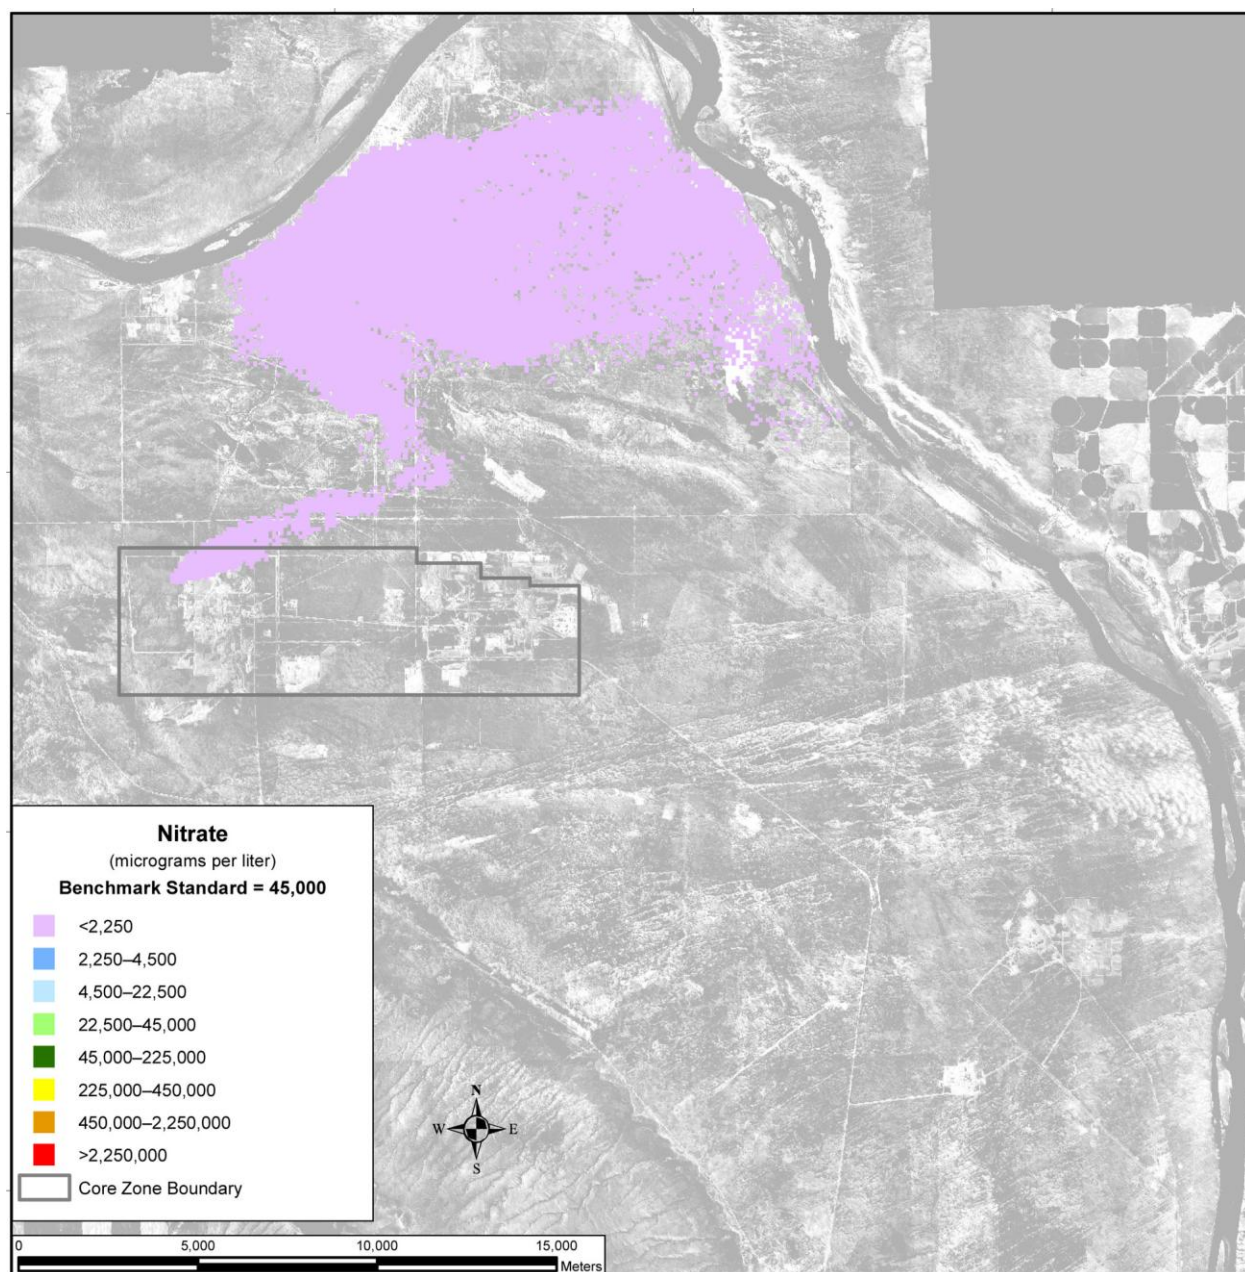 Nitrate
(micrograms per liter)
Benchmark Standard = 45,000
<2,250
2,250–4,500
4,500–22,500
22,500–45,000
45,000–225,000
225,000–450,000
450,000–2,250,000
>2,250,000
Core Zone Boundary
N
W E
S
0 5,000 10,000 15,000
Meters